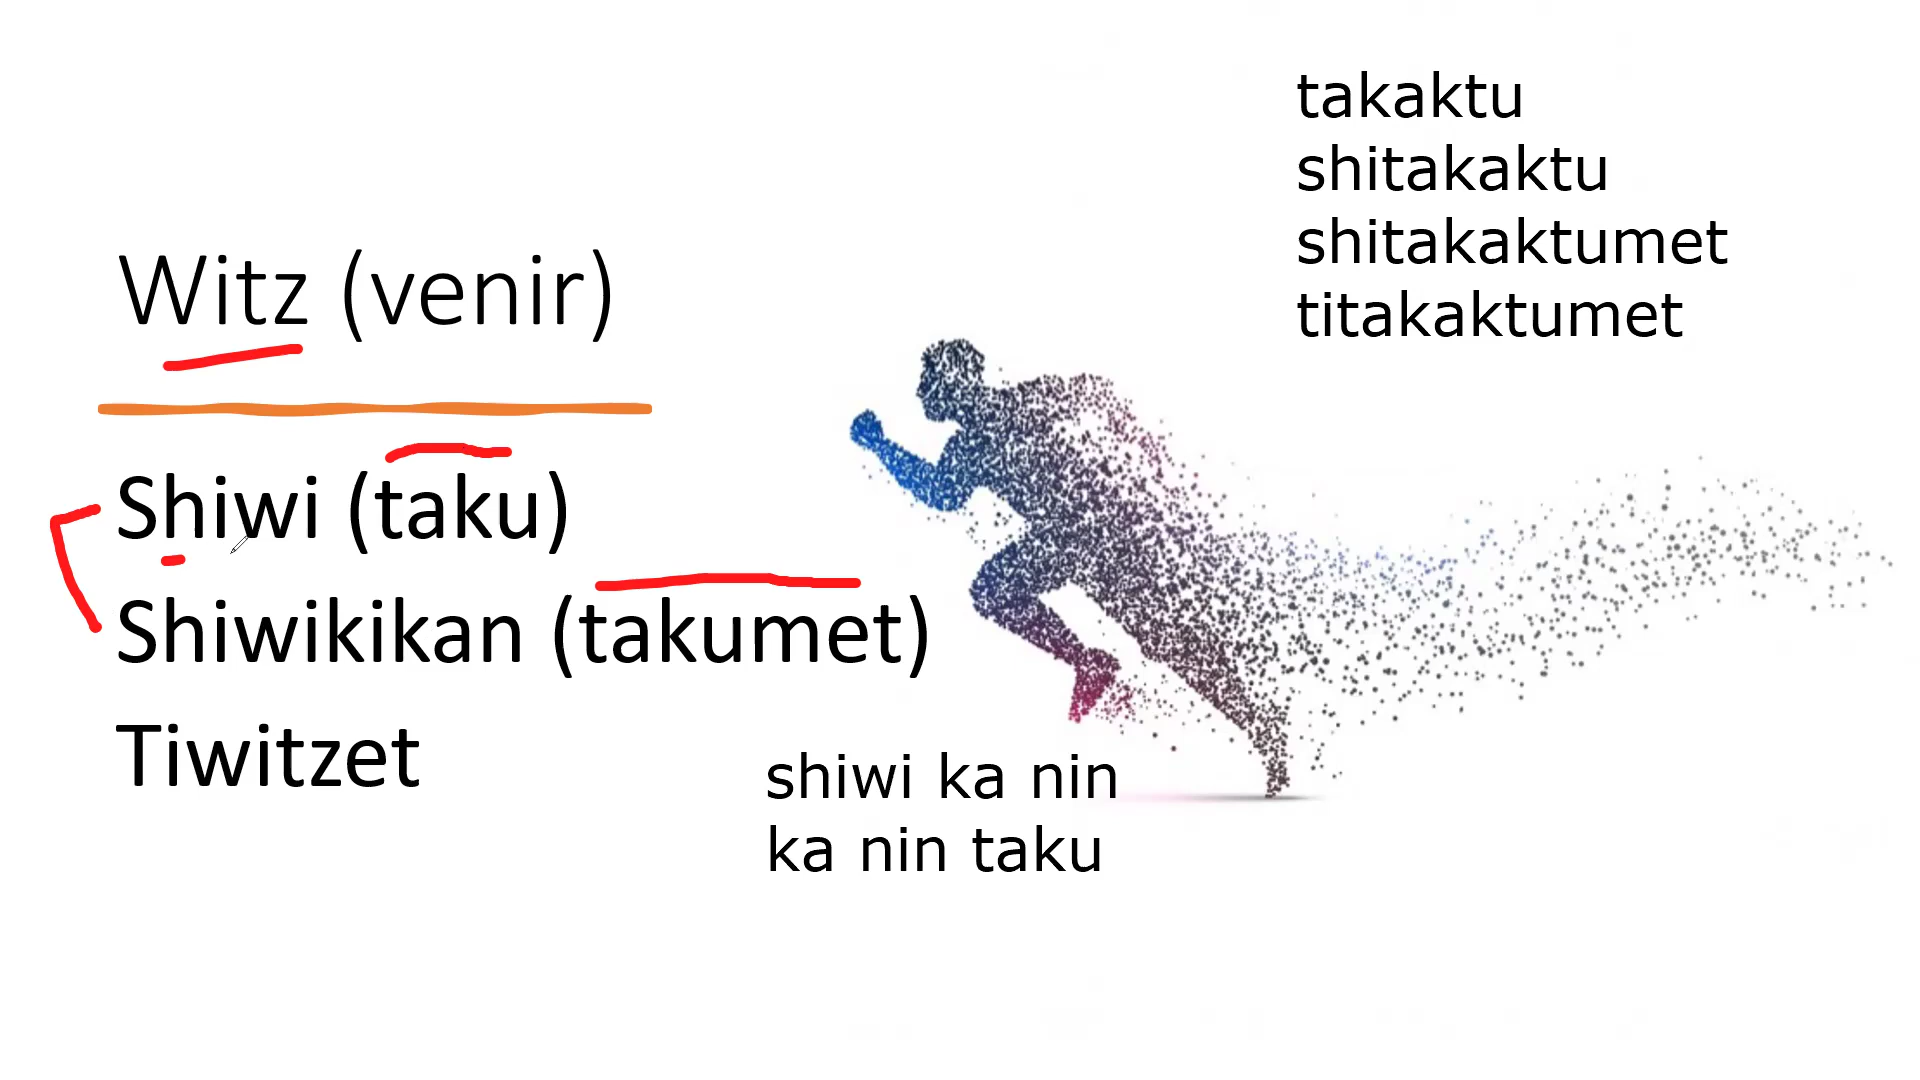 Witz (venir)
Shiwi (taku)
Shiwikikan (takumet)
Tiwitzet
takaktu
shitakaktu
shitakaktumet
titakaktumet
shiwi ka nin
ka nin taku